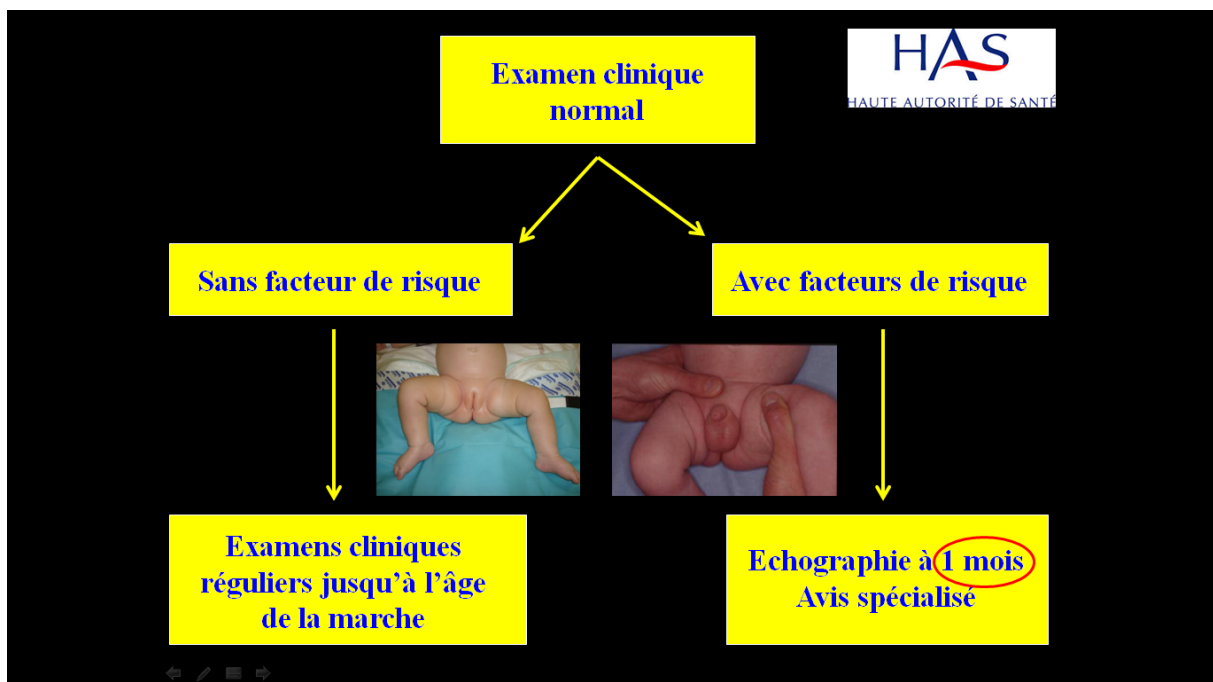 Examen clinique
normal
HAS
HAUTE AUTORITÉ DE SANTÉ
Sans facteur de risque
Avec facteurs de risque
Examens cliniques
réguliers jusqu’à l’âge
de la marche
Echographie à 1 mois
Avis spécialisé